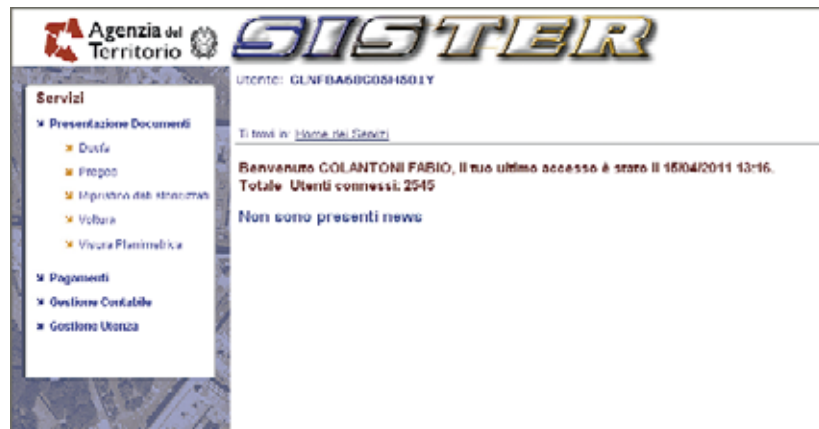 Agenzia del
Territorio
SISTER
Utente:
Servizi
Presentazione Documenti
Ti trovi in: Home dei Servizi
Docfa
Pregeo
Benvenuto COLANTONI FABIO, il tuo ultimo accesso è stato il 15/04/2011 13:16.
Totale Utenti connessi: 2545
Ripristino dati
Voltura
Non sono presenti news
Visura Planimetrica
Pagamenti
Gestione Contabile
Gestione Utenza